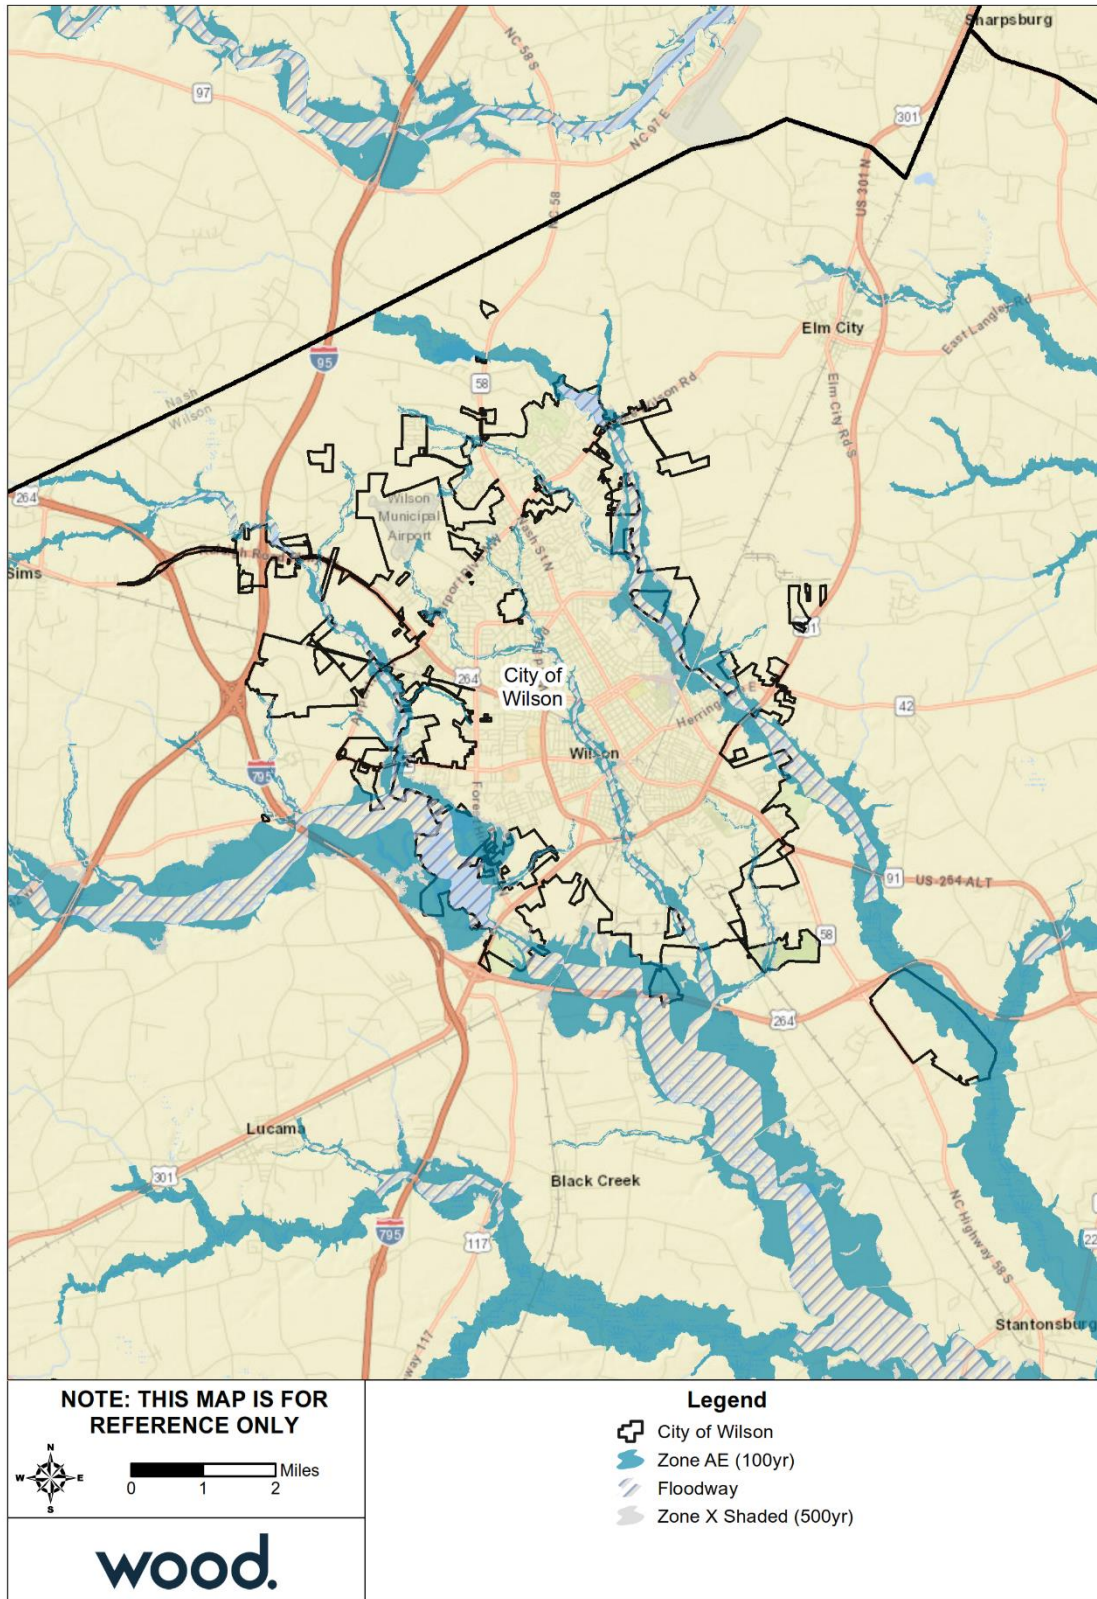 Sharpsburg
NC 58 S
97
301
NC 97 E
US 301 N
NC 58
Elm City
East Langley Rd
95
58
Nash
Wilson
Wilson Rd
Elm City Rd S
264
Wilson
Municipal
Airport
Nash St N
Sims
264
City of
Wilson
42
Wilson
795
91
US-264 ALT
58
264
Lucama
301
Black Creek
795
117
NC Highway 58 S
Stantonsburg
NOTE: THIS MAP IS FOR
REFERENCE ONLY
N
W
E
S
Miles
0
1
2
wood.
Legend
City of Wilson
Zone AE (100yr)
Floodway
Zone X Shaded (500yr)